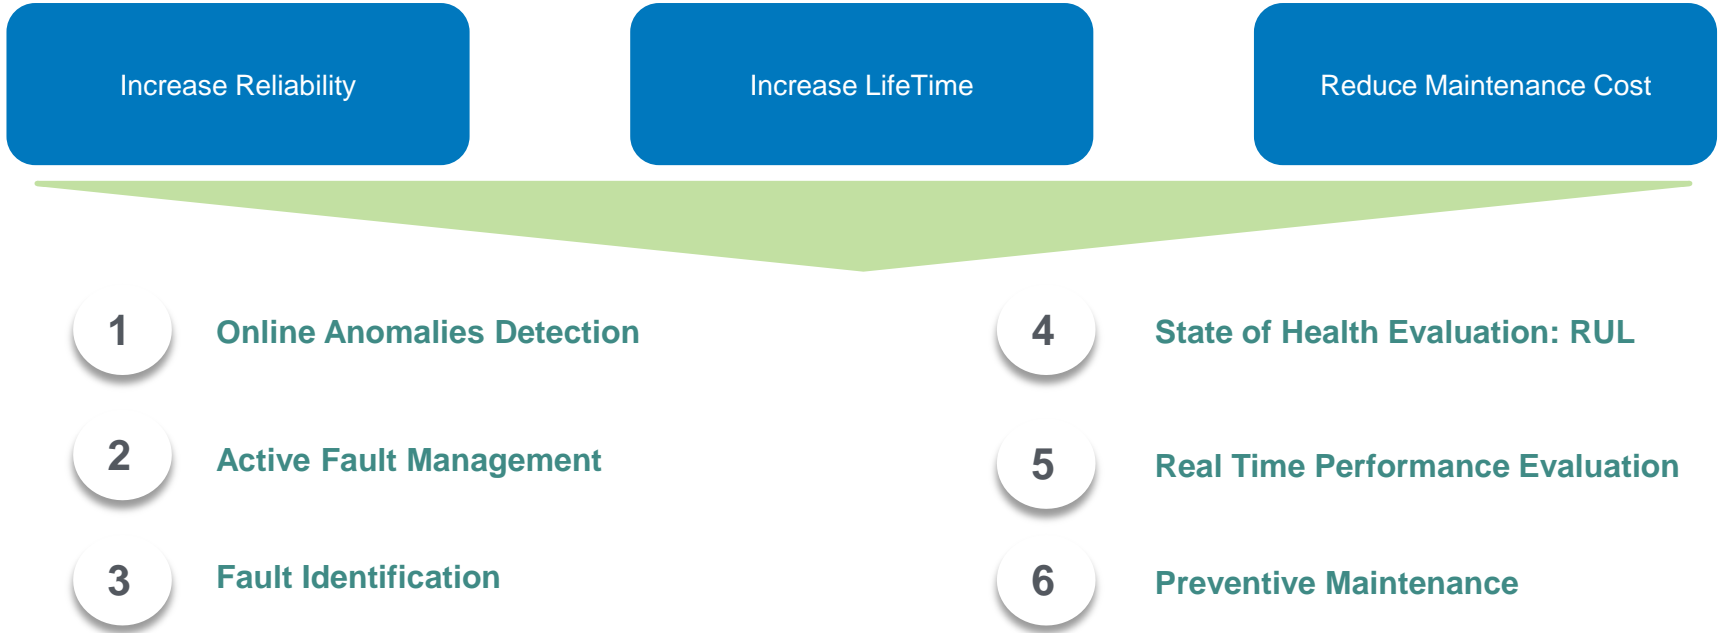 Increase Reliability
Increase LifeTime
Reduce Maintenance Cost
1
Online Anomalies Detection
2
Active Fault Management
3
Fault Identification
4
State of Health Evaluation: RUL
5
Real Time Performance Evaluation
6
Preventive Maintenance